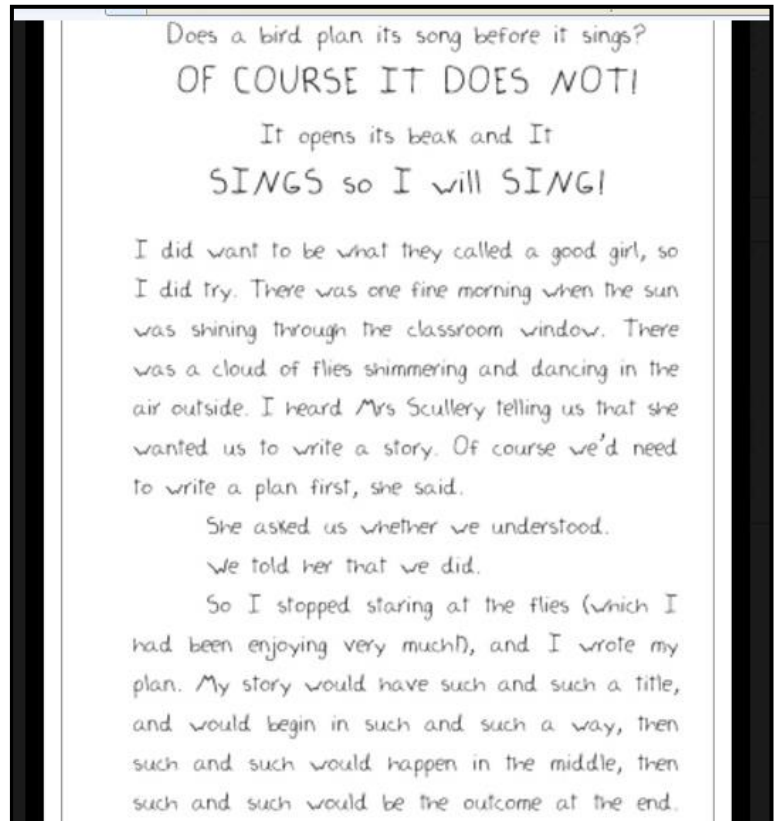 Does a bird plan its song before it sings?
OF COURSE IT DOES NOT!
It opens its beak and It
SINGS so I will SING!
I did want to be what they called a good girl, so
I did try. There was one fine morning when the sun
was shining through the classroom window. There
was a cloud of flies shimmering and dancing in the
air outside. I heard Mrs Scullery telling us that she
wanted us to write a story. Of course we'd need
to write a plan first, she said.
She asked us whether we understood.
We told her that we did.
So I stopped staring at the flies (which I
had been enjoying very much!), and I wrote my
plan. My story would have such and such a title,
and would begin in such and such a way, then
such and such would happen in the middle, then
such and such would be the outcome at the end.